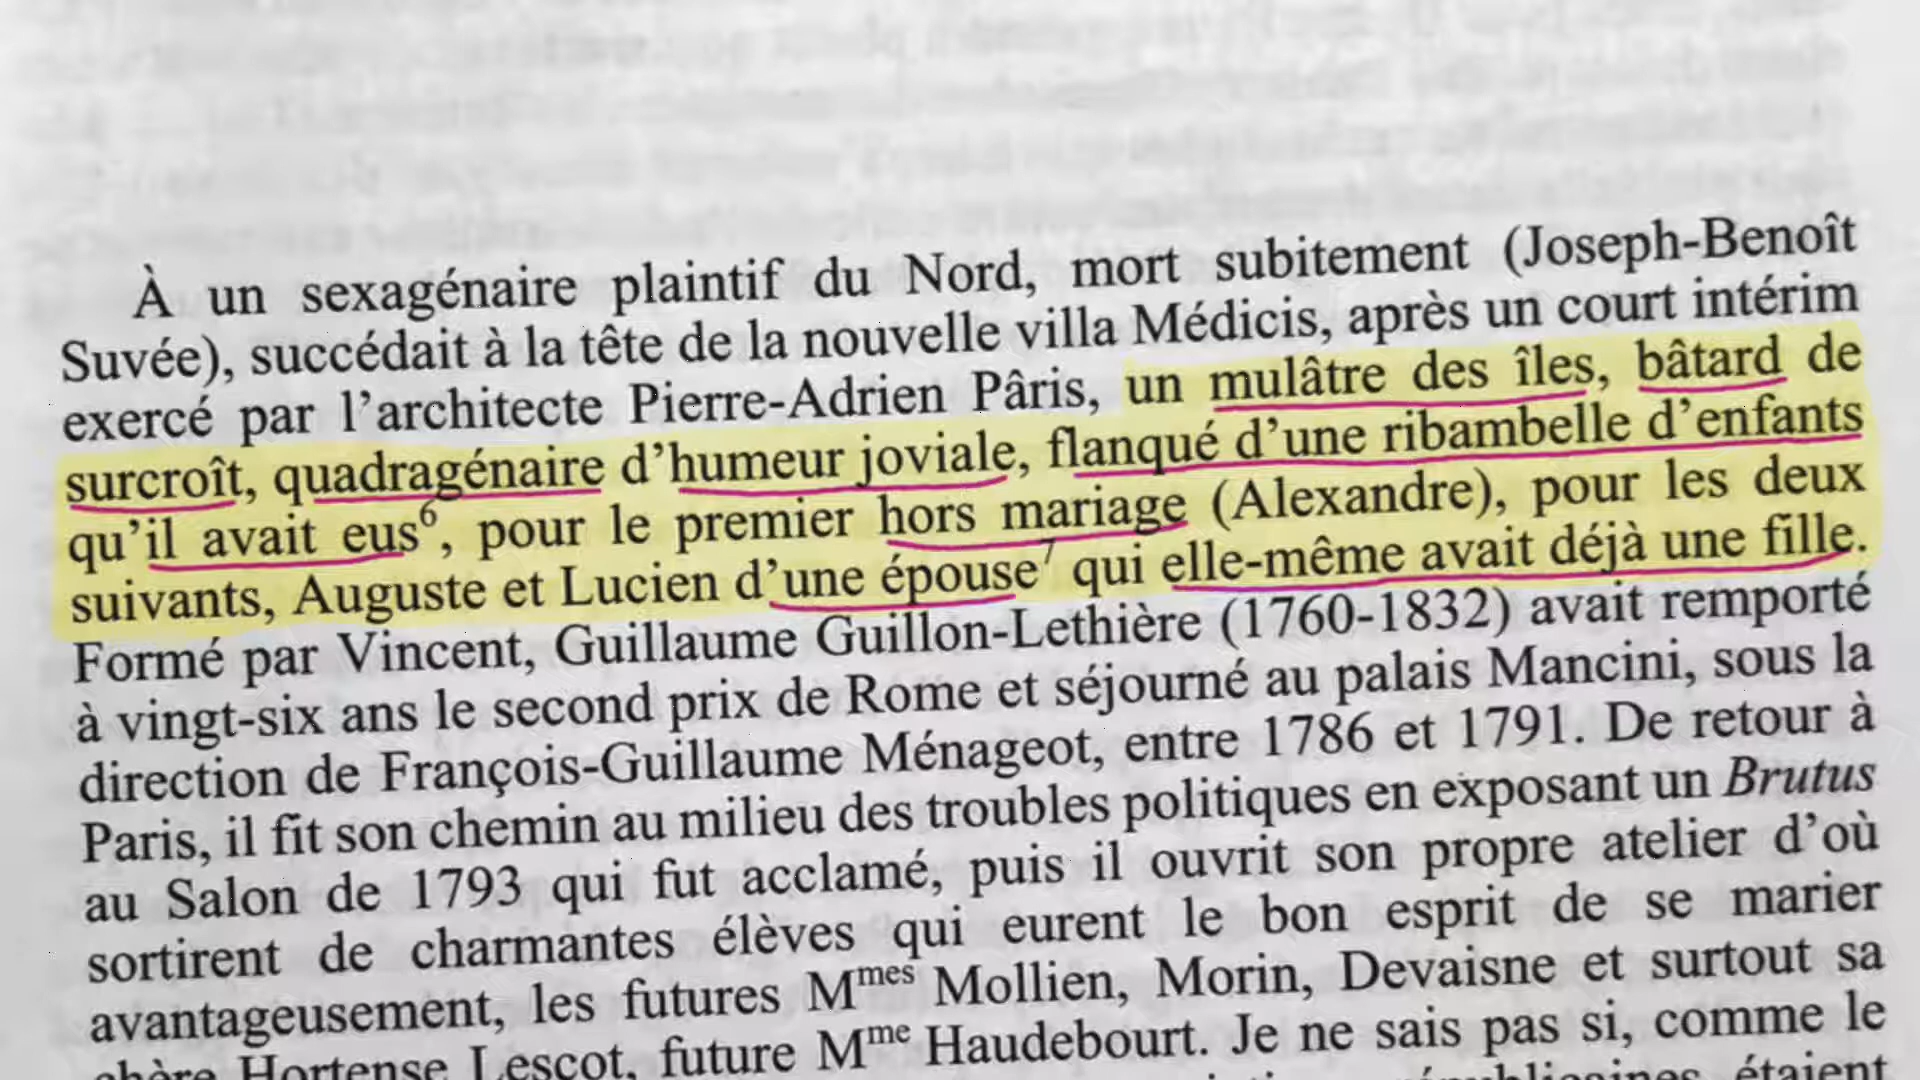 À un sexagénaire plaintif du Nord, mort subitement (Joseph-Benoît
Suvée), succédait à la tête de la nouvelle villa Médicis, après un court intérim
exercé par l’architecte Pierre-Adrien Pâris, un mulâtre des îles, bâtard de
surcroît, quadragénaire d’humeur joviale, flanqué d’une ribambelle d’enfants
qu’il avait eus⁶, pour le premier hors mariage (Alexandre), pour les deux
suivants, Auguste et Lucien d’une épouse⁷ qui elle-même avait déjà une fille.
Formé par Vincent, Guillaume Guillon-Lethière (1760-1832) avait remporté
à vingt-six ans le second prix de Rome et séjourné au palais Mancini, sous la
direction de François-Guillaume Ménageot, entre 1786 et 1791. De retour à
Paris, il fit son chemin au milieu des troubles politiques en exposant un Brutus
au Salon de 1793 qui fut acclamé, puis il ouvrit son propre atelier d’où
sortirent de charmantes élèves qui eurent le bon esprit de se marier
avantageusement, les futures Mmes Mollien, Morin, Devaisne et surtout sa
chère Hortense Lescot, future Mme Haudebourt. Je ne sais pas si, comme le
républicaines étaient